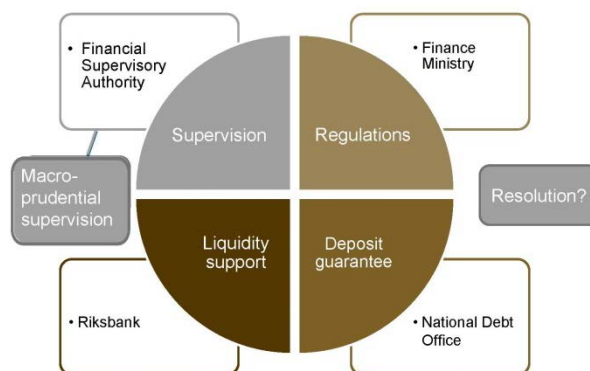 • Financial
Supervisory
Authority
• Finance
Ministry
Supervision
Regulations
Macro-
prudential
supervision
Resolution?
Liquidity
support
Deposit
guarantee
• Riksbank
• National Debt
Office